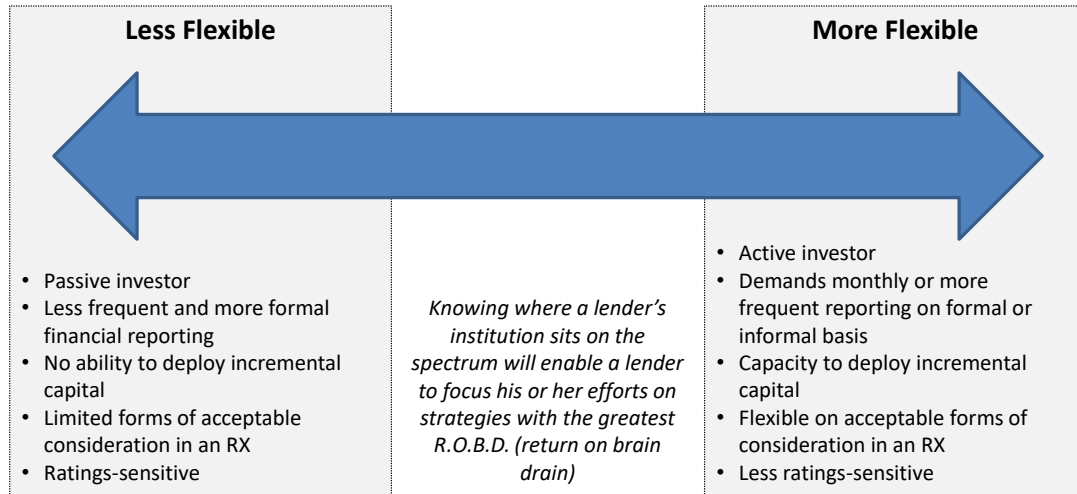 Less Flexible
More Flexible
• Passive investor
• Less frequent and more formal
financial reporting
• No ability to deploy incremental
capital
• Limited forms of acceptable
consideration in an RX
• Ratings-sensitive
Knowing where a lender’s
institution sits on the
spectrum will enable a lender
to focus his or her efforts on
strategies with the greatest
R.O.B.D. (return on brain
drain)
• Active investor
• Demands monthly or more
frequent reporting on formal or
informal basis
• Capacity to deploy incremental
capital
• Flexible on acceptable forms of
consideration in an RX
• Less ratings-sensitive